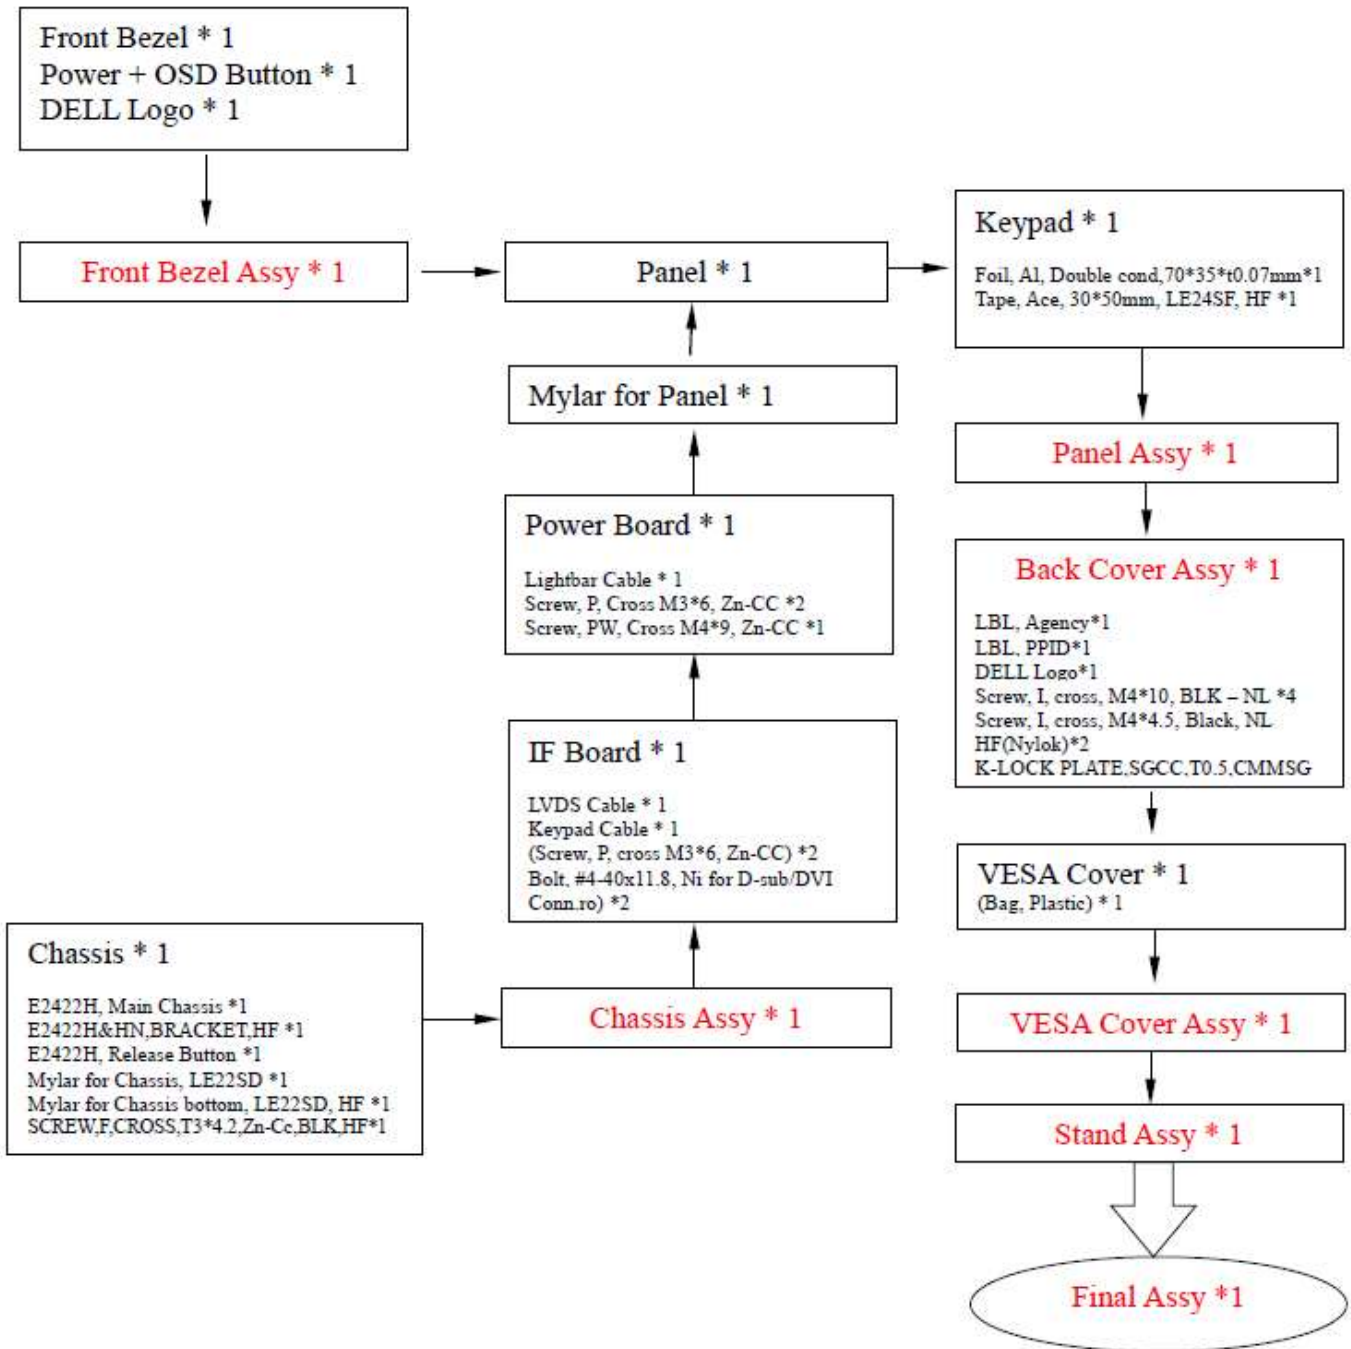 Front Bezel * 1
Power + OSD Button * 1
DELL Logo * 1
Front Bezel Assy * 1
Panel * 1
Keypad * 1
Foil, Al, Double cond,70*35*t0.07mm*1
Tape, Ace, 30*50mm, LE24SF, HF *1
Mylar for Panel * 1
Panel Assy * 1
Power Board * 1
Lightbar Cable * 1
Screw, P, Cross M3*6, Zn-CC *2
Screw, PW, Cross M4*9, Zn-CC *1
Back Cover Assy * 1
LBL, Agency*1
LBL, PPID*1
DELL Logo*1
Screw, I, cross, M4*10, BLK – NL *4
Screw, I, cross, M4*4.5, Black, NL
HF(Nylok)*2
K-LOCK PLATE,SGCC,T0.5,CMMSG
IF Board * 1
LVDS Cable * 1
Keypad Cable * 1
(Screw, P, cross M3*6, Zn-CC) *2
Bolt, #4-40x11.8, Ni for D-sub/DVI
Conn.ro) *2
VESA Cover * 1
(Bag, Plastic) * 1
Chassis * 1
E2422H, Main Chassis *1
E2422H&HN,BRACKET,HF *1
E2422H, Release Button *1
Mylar for Chassis, LE22SD *1
Mylar for Chassis bottom, LE22SD, HF *1
SCREW,F,CROSS,T3*4.2,Zn-Cc,BLK,HF*1
Chassis Assy * 1
VESA Cover Assy * 1
Stand Assy * 1
Final Assy *1